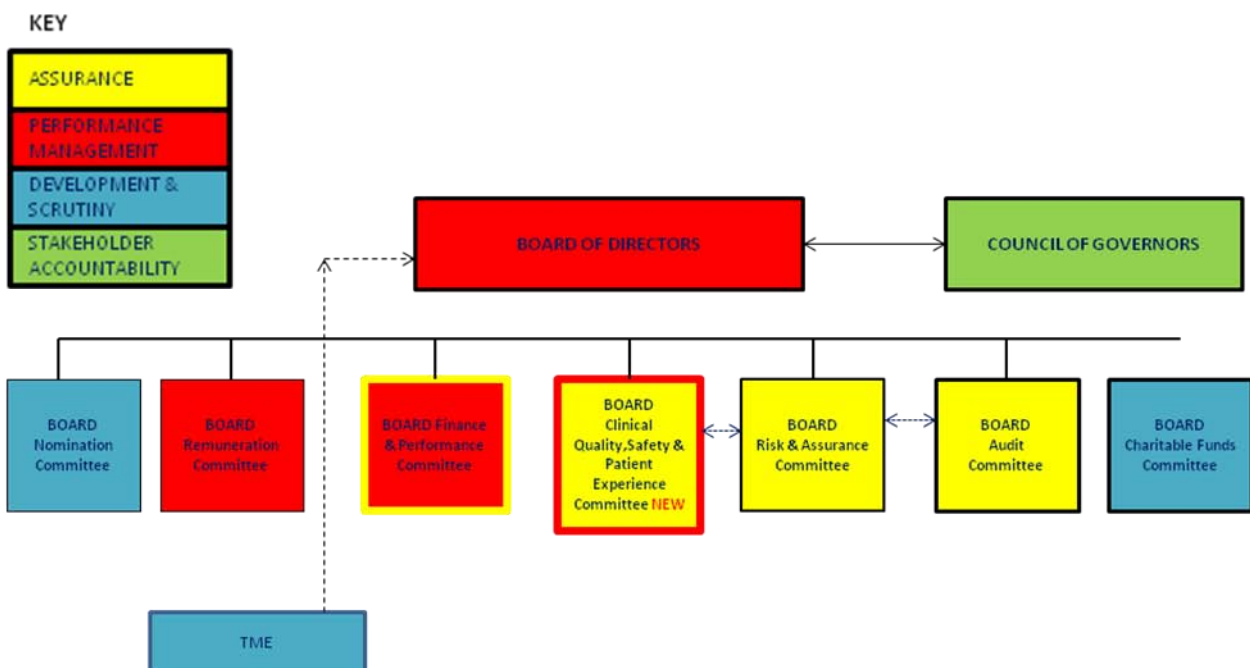 KEY
ASSURANCE
PERFORMANCE
MANAGEMENT
DEVELOPMENT &
SCRUTINY
STAKEHOLDER
ACCOUNTABILITY
BOARD OF DIRECTORS
COUNCIL OF GOVERNORS
BOARD
Nomination
Committee
BOARD
Remuneration
Committee
BOARD Finance
& Performance
Committee
BOARD
Clinical
Quality,Safety &
Patient
Experience
Committee NEW
BOARD
Risk & Assurance
Committee
BOARD
Audit
Committee
BOARD
Charitable Funds
Committee
TME